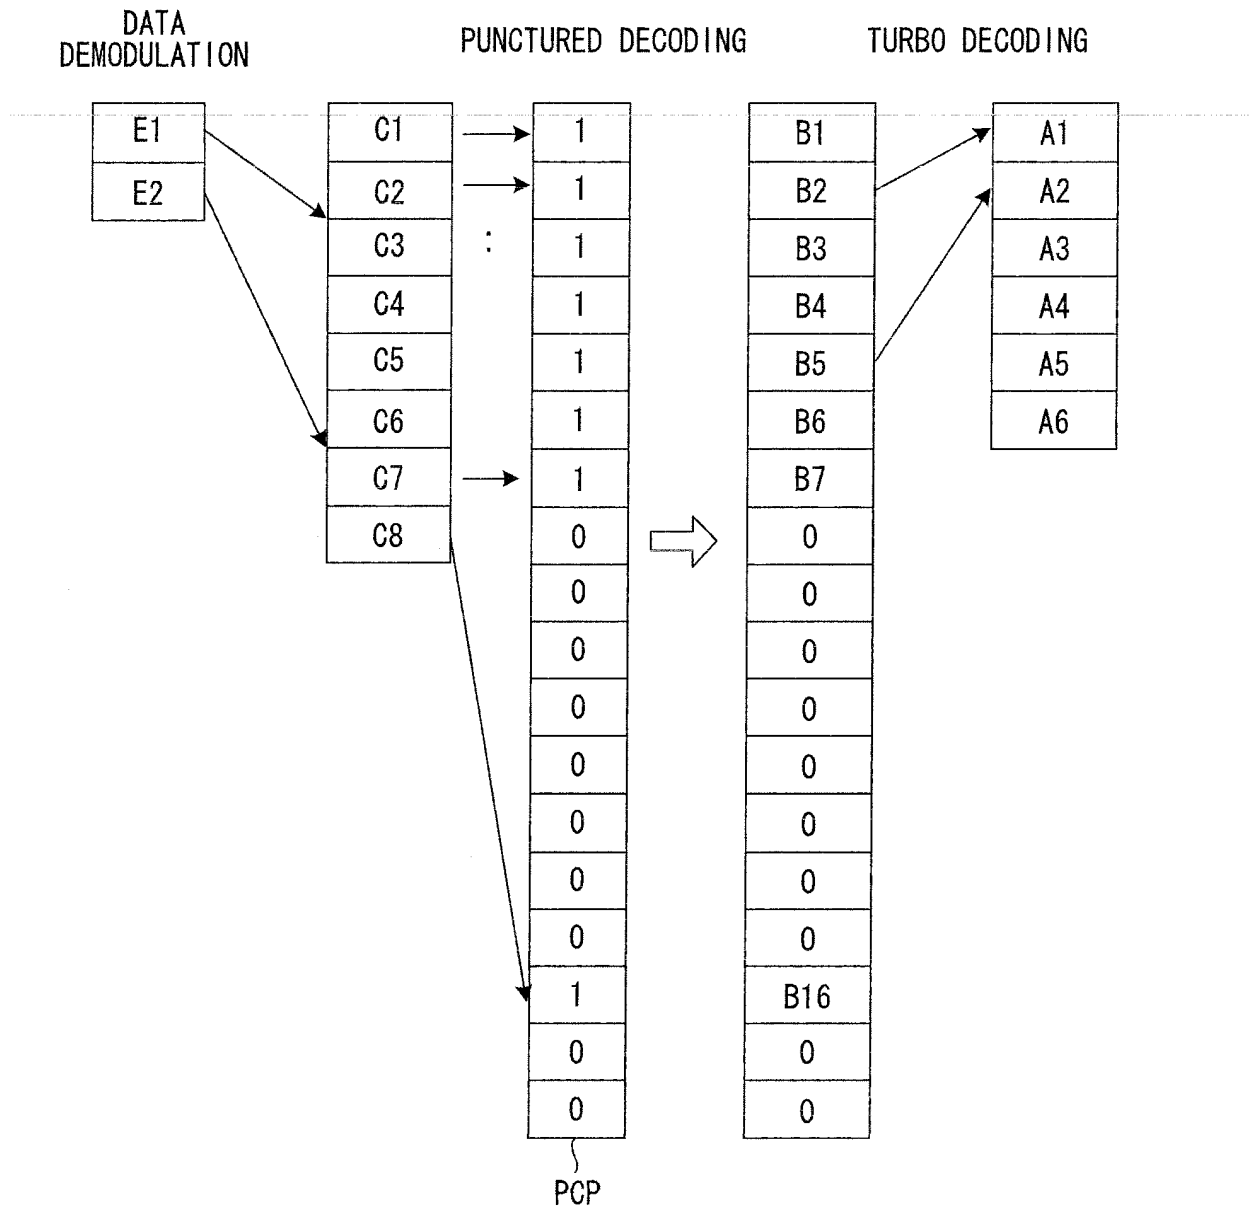 DATA
DEMODULATION
PUNCTURED DECODING
TURBO DECODING
E1 C1 1 B1 A1
E2 C2 1 B2 A2
C3 : 1 B3 A3
C4 1 B4 A4
C5 1 B5 A5
C6 1 B6 A6
C7 1 B7
C8 0 0
0 0
0 0
0 0
0 0
0 0
0 0
0 0
1 B16
0 0
0 0
PCP